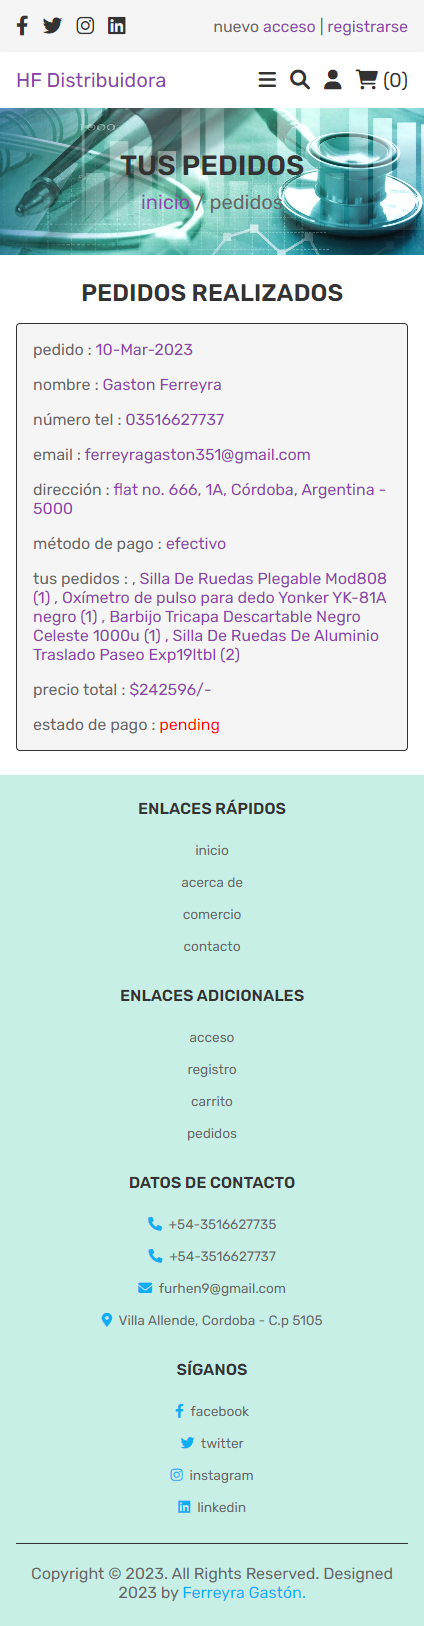 nuevo acceso | registrarse
HF Distribuidora
(0)
TUS PEDIDOS
inicio / pedidos
PEDIDOS REALIZADOS
pedido : 10-Mar-2023
nombre : Gaston Ferreyra
número tel : 03516627737
email : ferreyragaston351@gmail.com
dirección : flat no. 666, 1A, Córdoba, Argentina -
5000
método de pago : efectivo
tus pedidos : , Silla De Ruedas Plegable Mod808
(1) , Oxímetro de pulso para dedo Yonker YK-81A
negro (1) , Barbijo Tricapa Descartable Negro
Celeste 1000u (1) , Silla De Ruedas De Aluminio
Traslado Paseo Exp19ltbl (2)
precio total : $242596/-
estado de pago : pending
ENLACES RÁPIDOS
inicio
acerca de
comercio
contacto
ENLACES ADICIONALES
acceso
registro
carrito
pedidos
DATOS DE CONTACTO
+54-3516627735
+54-3516627737
furhen9@gmail.com
Villa Allende, Cordoba - C.p 5105
SÍGANOS
facebook
twitter
instagram
linkedin
Copyright © 2023. All Rights Reserved. Designed
2023 by Ferreyra Gastón.